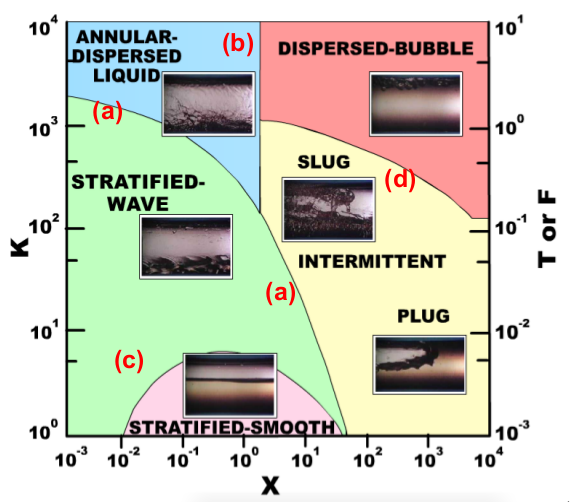 10^4
ANNULAR-
DISPERSED
LIQUID
(b)
DISPERSED-BUBBLE
10^1
(a)
10^3
10^0
SLUG
(d)
STRATIFIED-
WAVE
10^2
10^-1
K
T or F
INTERMITTENT
(a)
PLUG
10^1
10^-2
(c)
STRATIFIED-SMOOTH
10^0
10^-3
10^-3 10^-2 10^-1 10^0 10^1 10^2 10^3 10^4
X